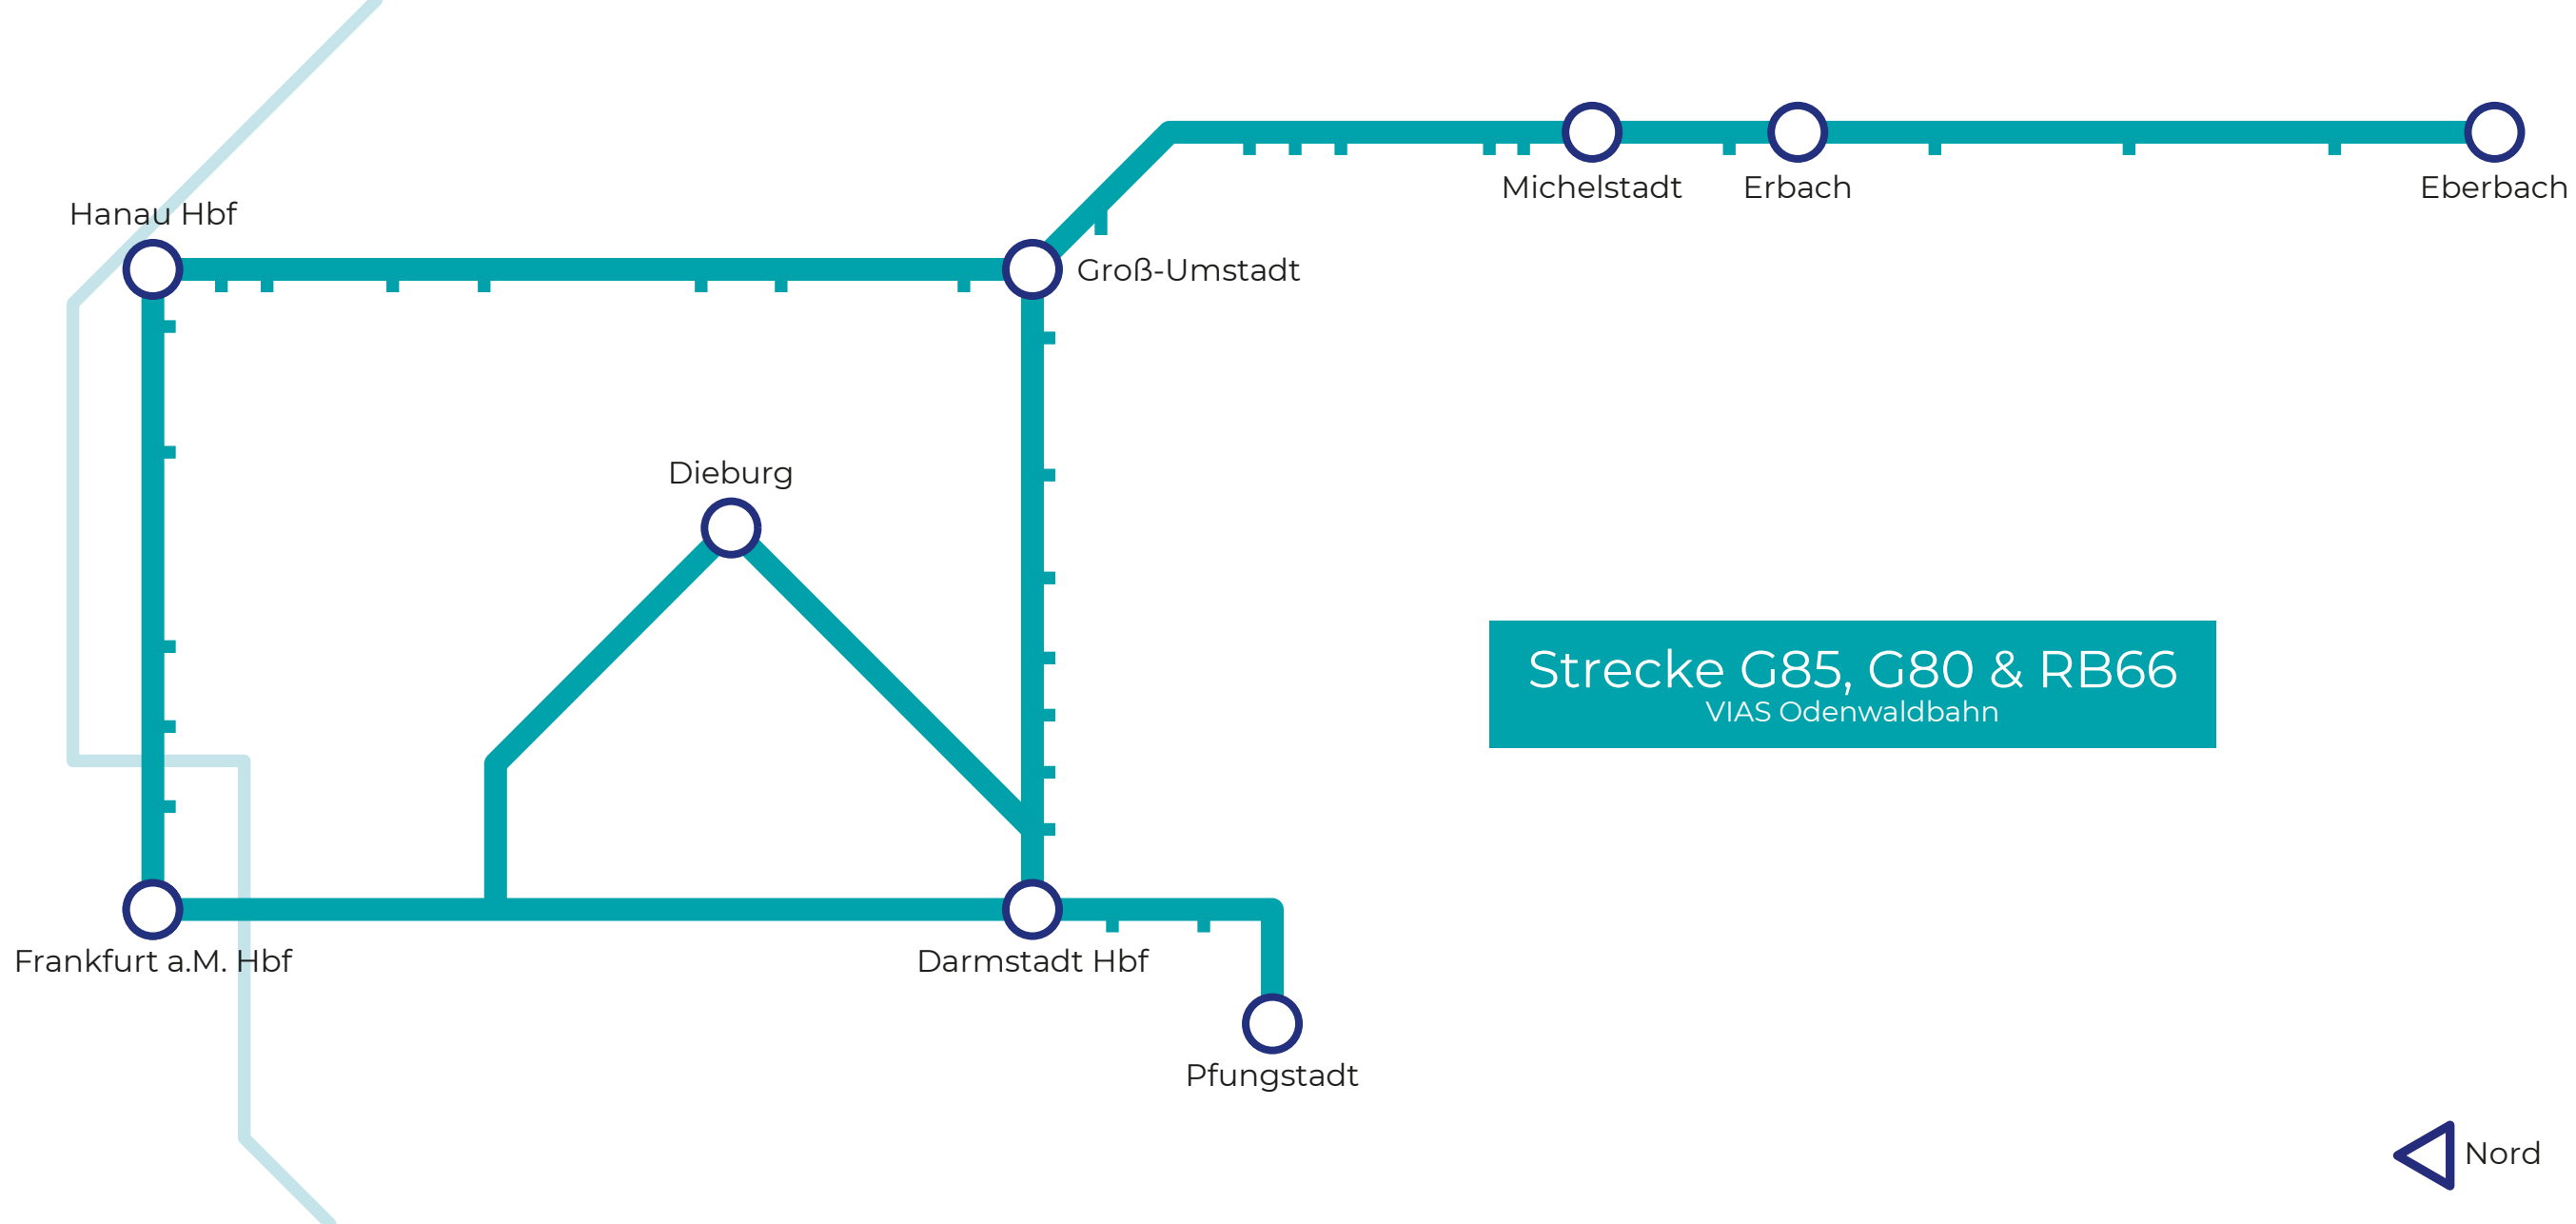 Michelstadt
Erbach
Eberbach
Hanau Hbf
Groß-Umstadt
Dieburg
Strecke G85, G80 & RB66
VIAS Odenwaldbahn
Frankfurt a.M. Hbf
Darmstadt Hbf
Pfungstadt
Nord